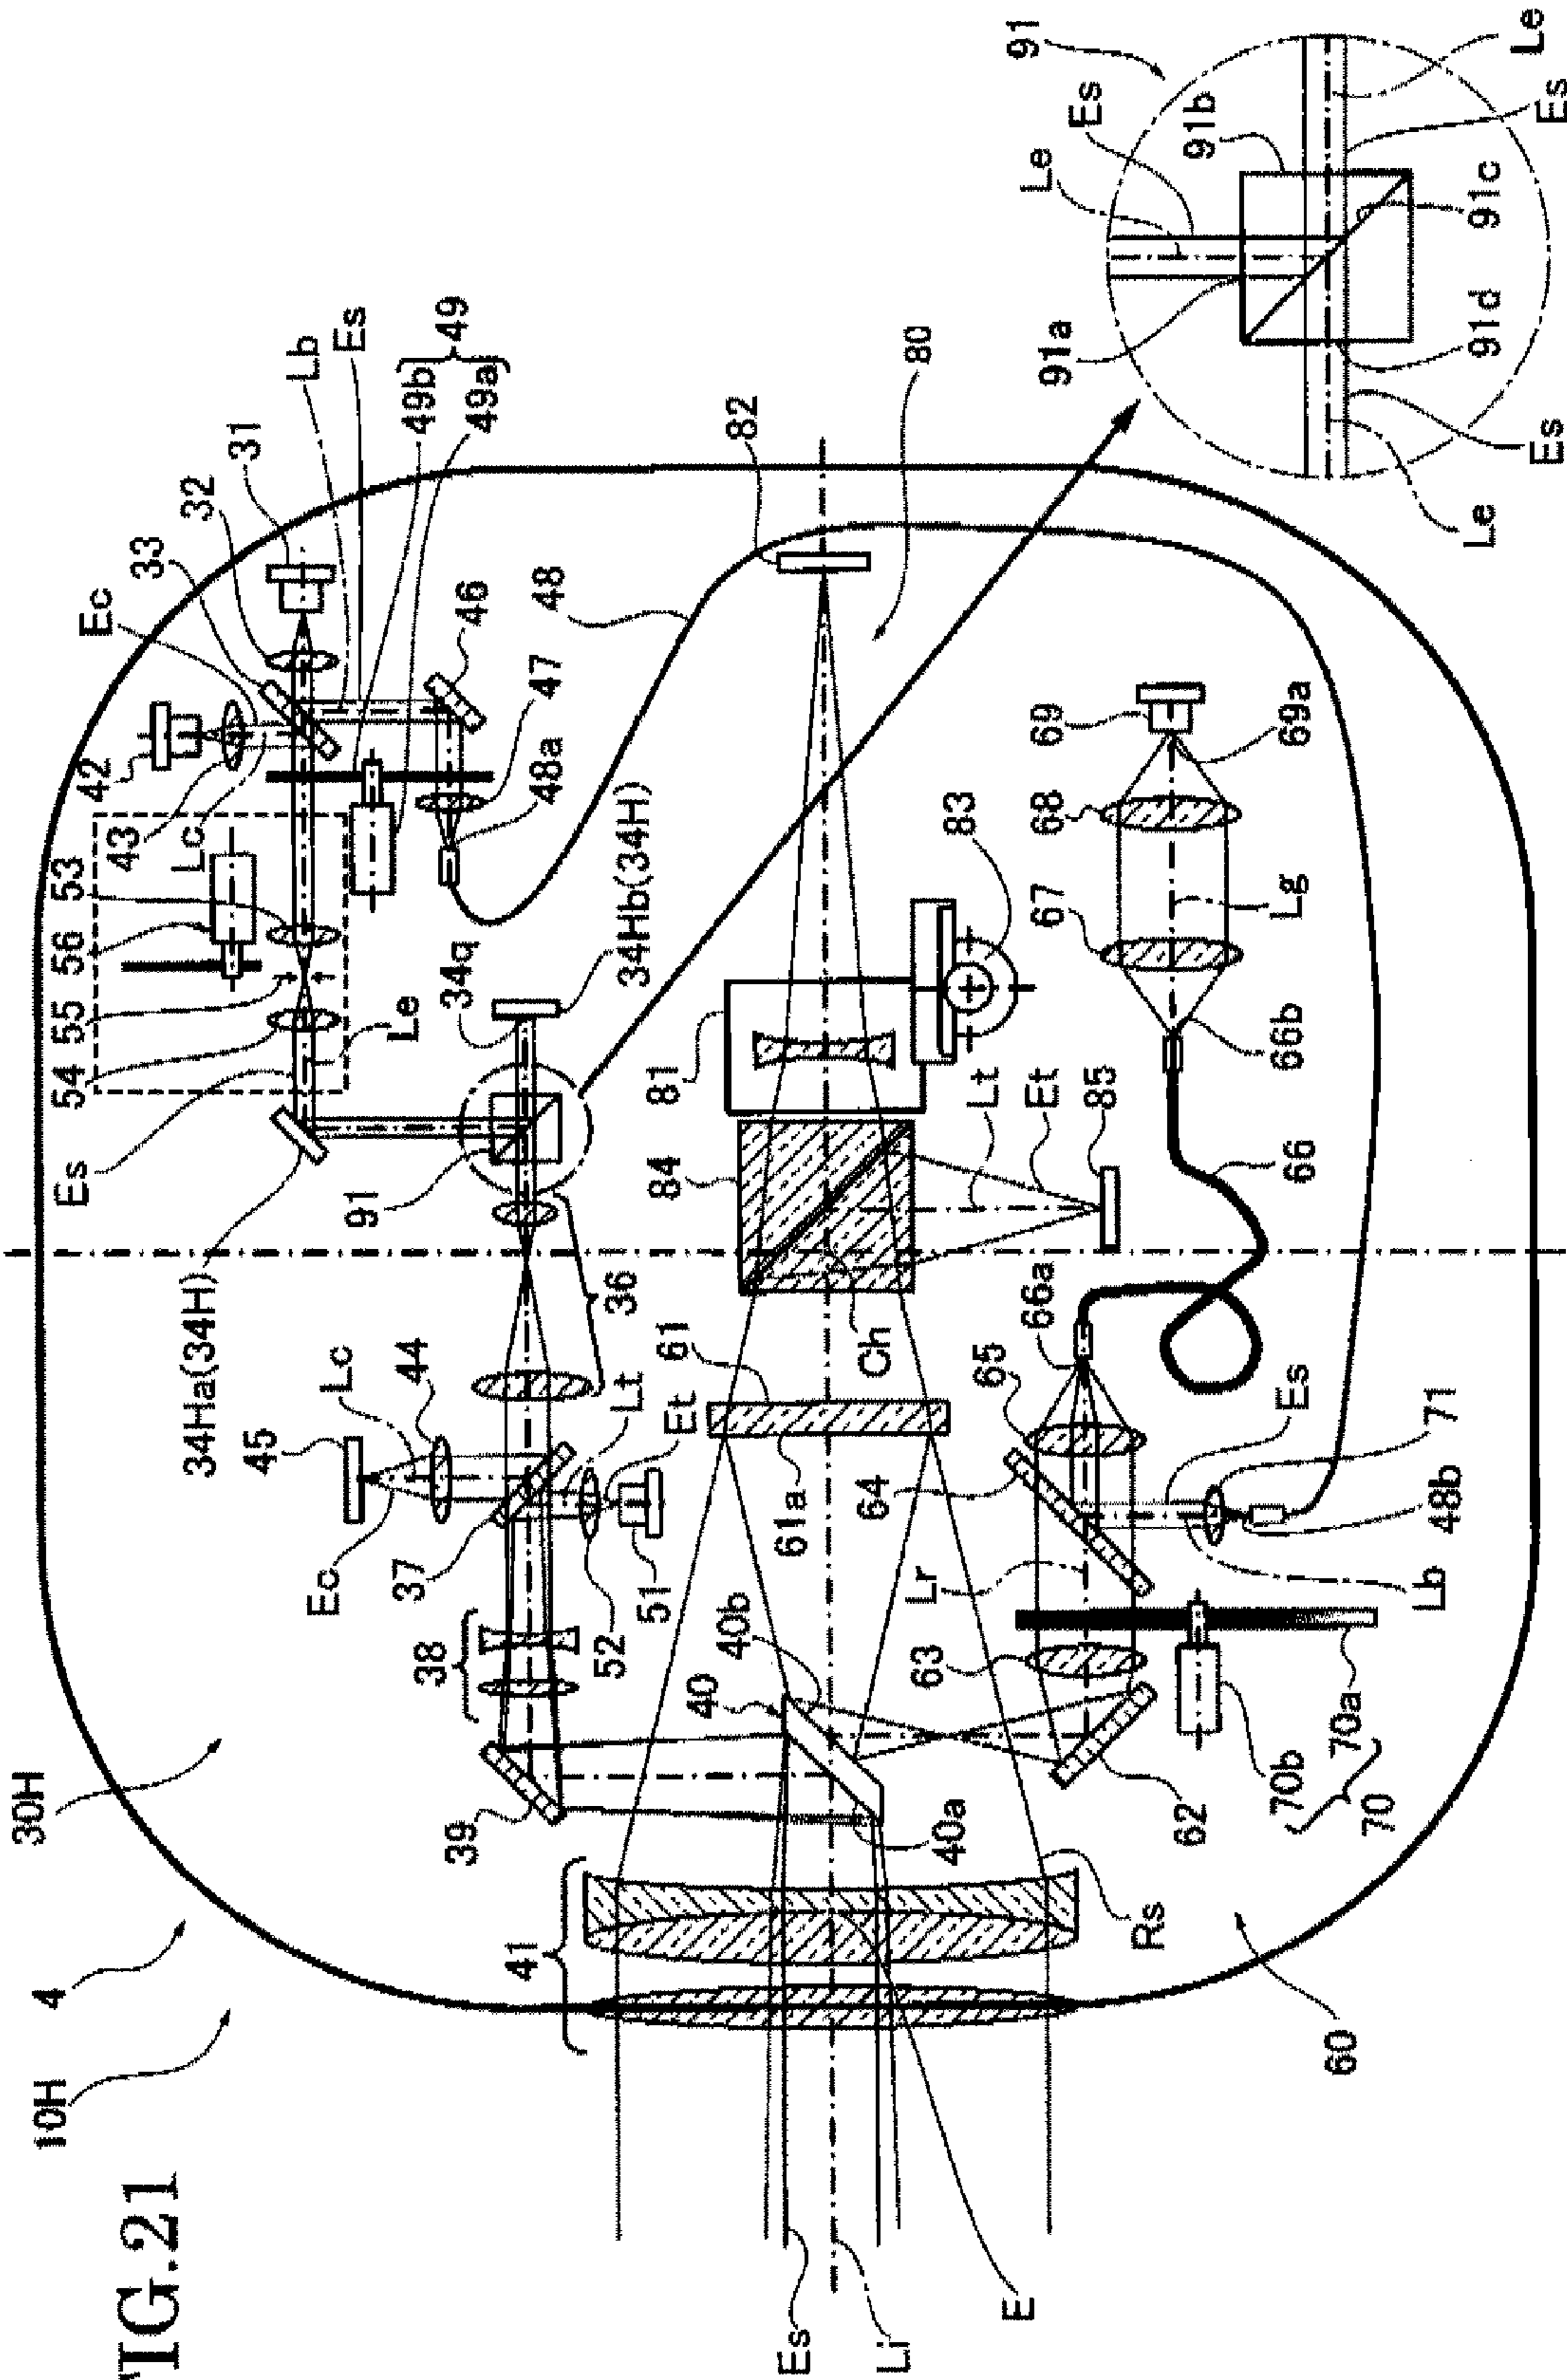 FIG.21
10H
4
30H
Ec
33
32
31
Lb
Es
49b
49a
49
42
43
Lc
53
56
55
54
Le
Es
46
47
48a
48
34Hb(34H)
34q
91
34Ha(34H)
82
80
83
81
84
Lt
Et
85
69
69a
68
67
Lg
66b
66
36
44
Lc
45
Ec
37
Lt
Et
51
52
38
39
61
61a
Ch
66a
65
64
Es
71
48b
Lb
Lr
63
40b
40
40a
62
70b
70a
70
41
Rs
60
E
Es
Li
91
Es
Le
91b
91a
91c
91d
Le
Es
Le
Es